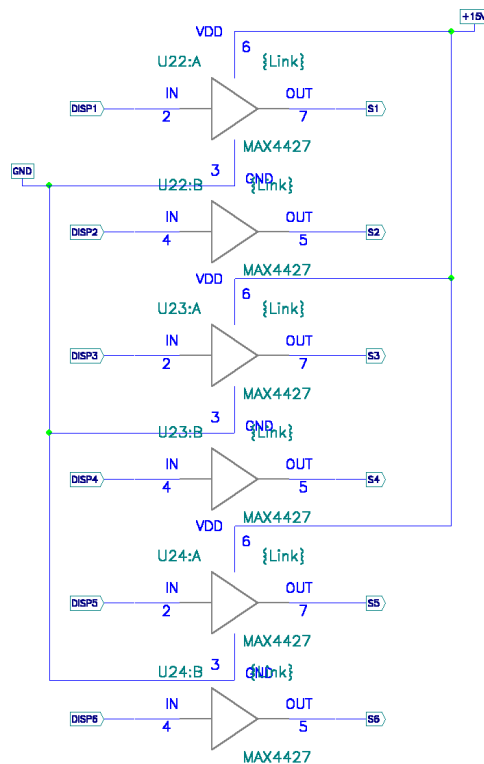 +15V
VDD
6
U22:A {Link}
IN OUT
DISP1 S1
2 7
MAX4427
GND
3
GND
U22:B {Link}
IN OUT
DISP2 S2
4 5
MAX4427
VDD
6
U23:A {Link}
IN OUT
DISP3 S3
2 7
MAX4427
3
GND
U23:B {Link}
IN OUT
DISP4 S4
4 5
MAX4427
VDD
6
U24:A {Link}
IN OUT
DISP5 S5
2 7
MAX4427
3
GND
U24:B {Link}
IN OUT
DISP6 S6
4 5
MAX4427